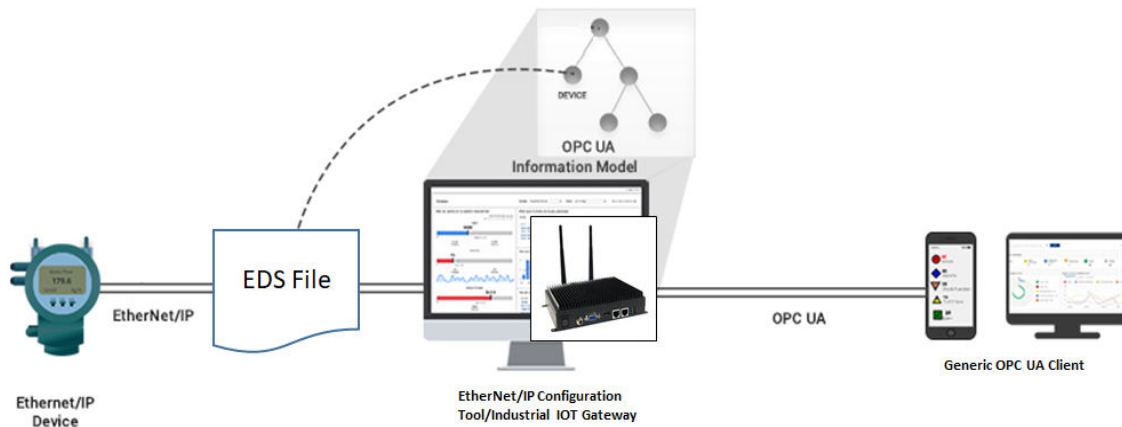 DEVICE
OPC UA
Information Model
179.6
EDS File
EtherNet/IP
OPC UA
Generic OPC UA Client
EtherNet/IP Configuration
Tool/Industrial IOT Gateway
Ethernet/IP
Device